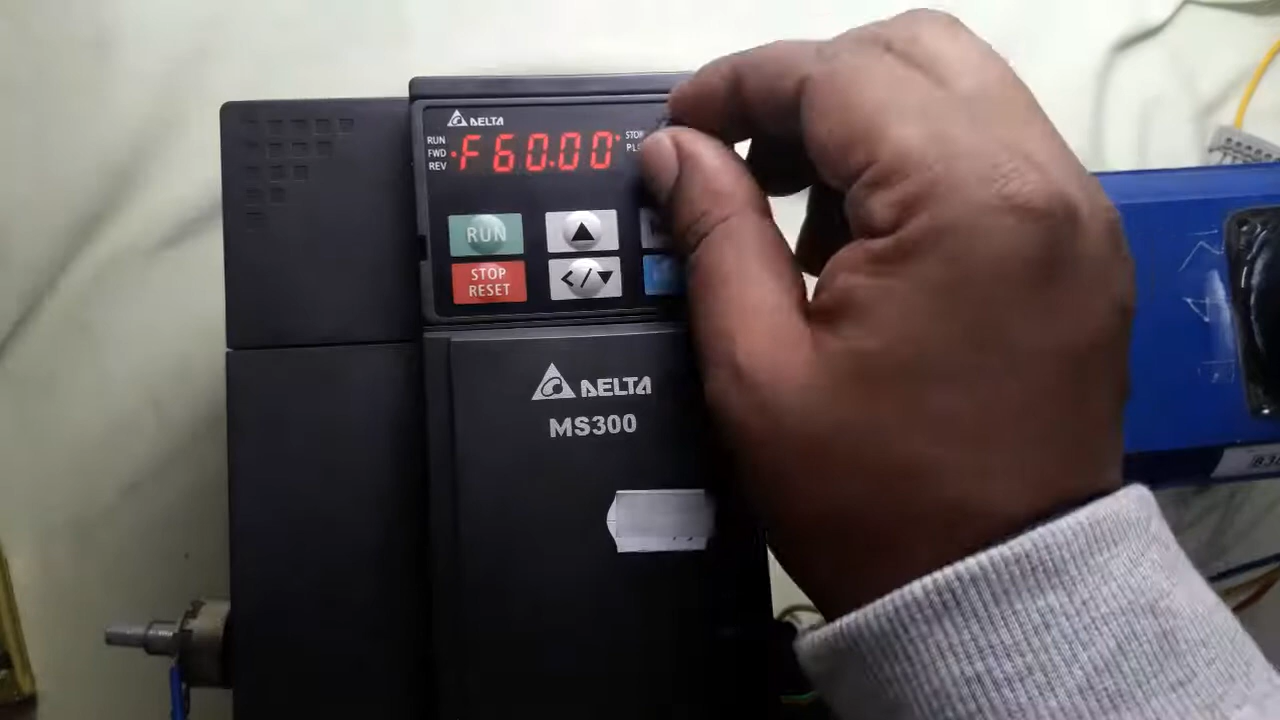 DELTA
RUN
FWD
REV
F60.00
STOP
RUN
STOP
RESET
</▼
DELTA
MS300